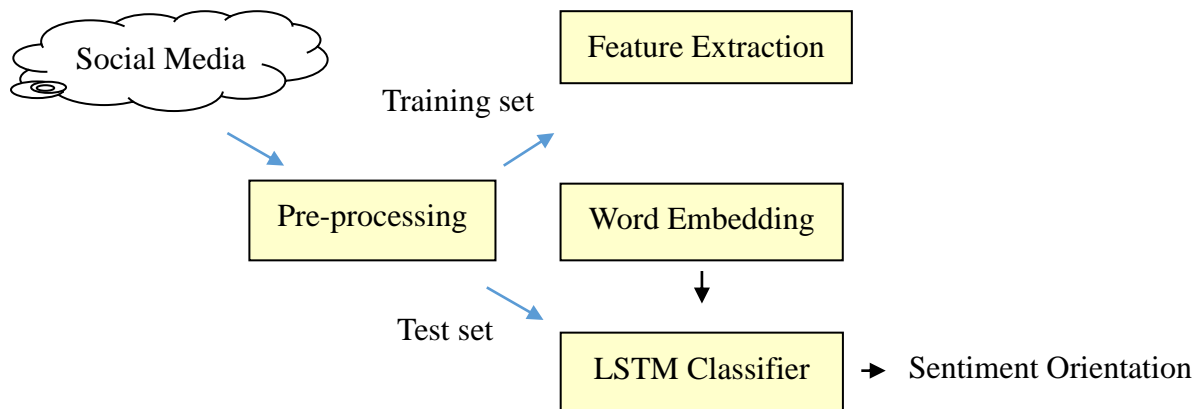 Social Media
Feature Extraction
Training set
Pre-processing
Word Embedding
Test set
LSTM Classifier
Sentiment Orientation